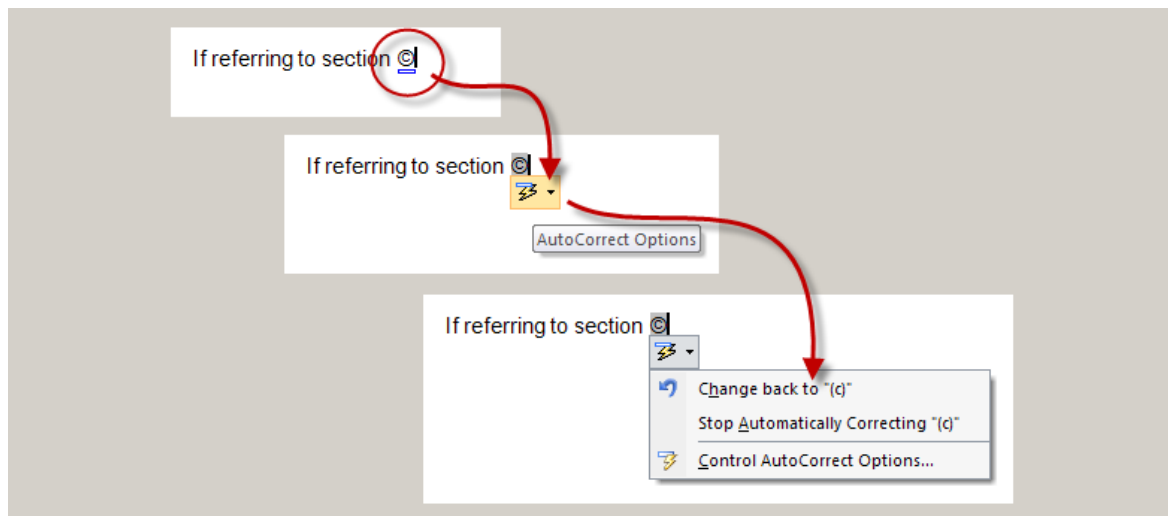 If referring to section ©
If referring to section ©
AutoCorrect Options
If referring to section ©
Change back to "(c)"
Stop Automatically Correcting "(c)"
Control AutoCorrect Options...